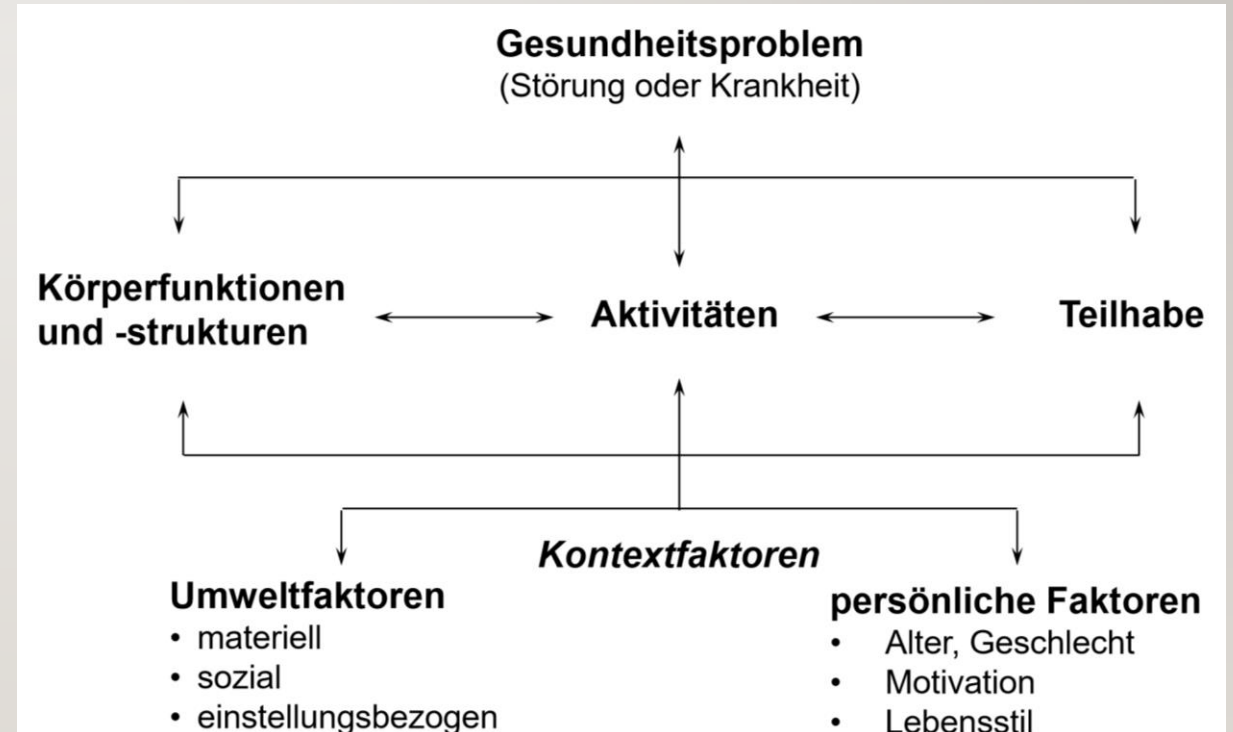 Gesundheitsproblem
(Störung oder Krankheit)
Körperfunktionen
und -strukturen
Aktivitäten
Teilhabe
Kontextfaktoren
Umweltfaktoren
• materiell
• sozial
• einstellungsbezogen
persönliche Faktoren
• Alter, Geschlecht
• Motivation
• Lebensstil